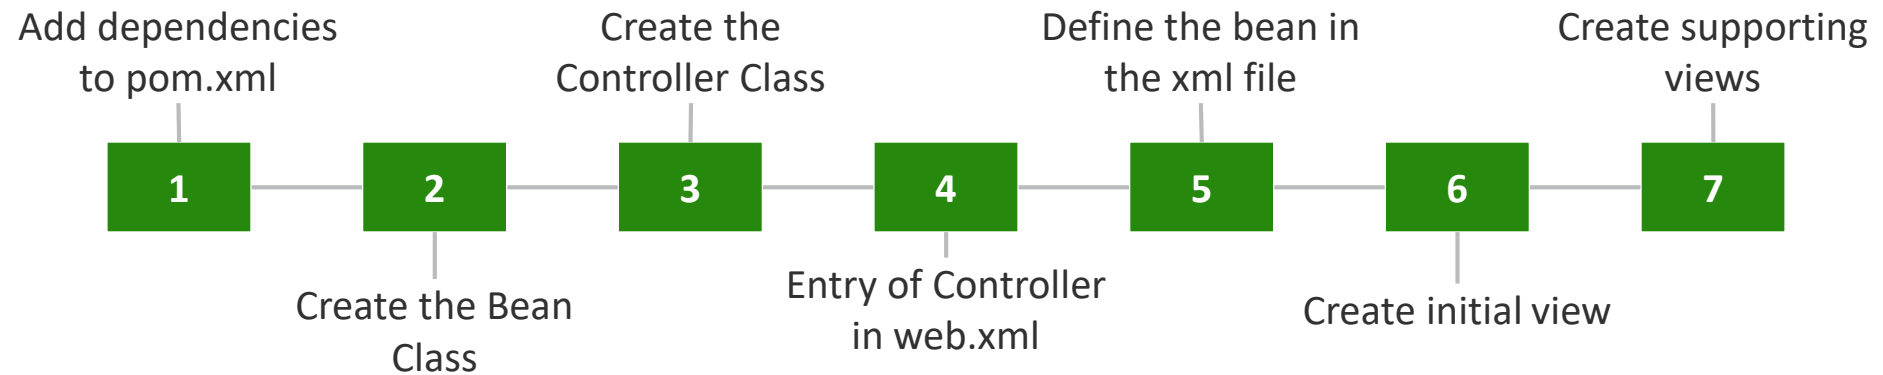 Add dependencies
to pom.xml
Create the
Controller Class
Define the bean in
the xml file
Create supporting
views
1
2
3
4
5
6
7
Create the Bean
Class
Entry of Controller
in web.xml
Create initial view